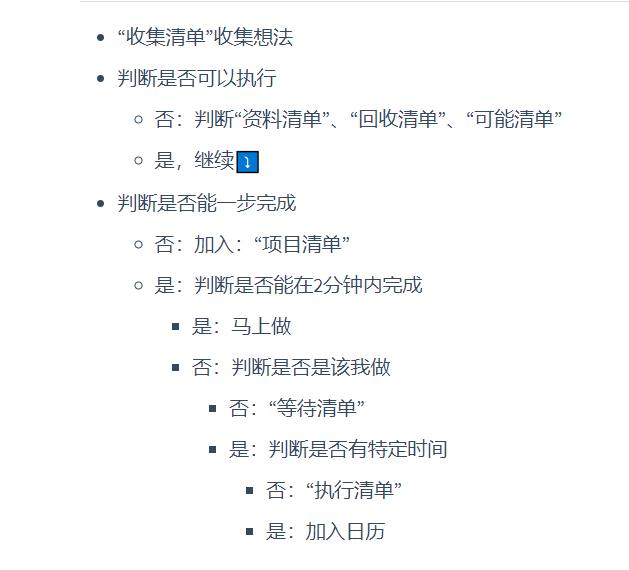 “收集清单”收集想法
判断是否可以执行
否：判断“资料清单”、“回收清单”、“可能清单”
是，继续⤵️
判断是否能一步完成
否：加入：“项目清单”
是：判断是否能在2分钟内完成
是：马上做
否：判断是否是该我做
否：“等待清单”
是：判断是否有特定时间
否：“执行清单”
是：加入日历